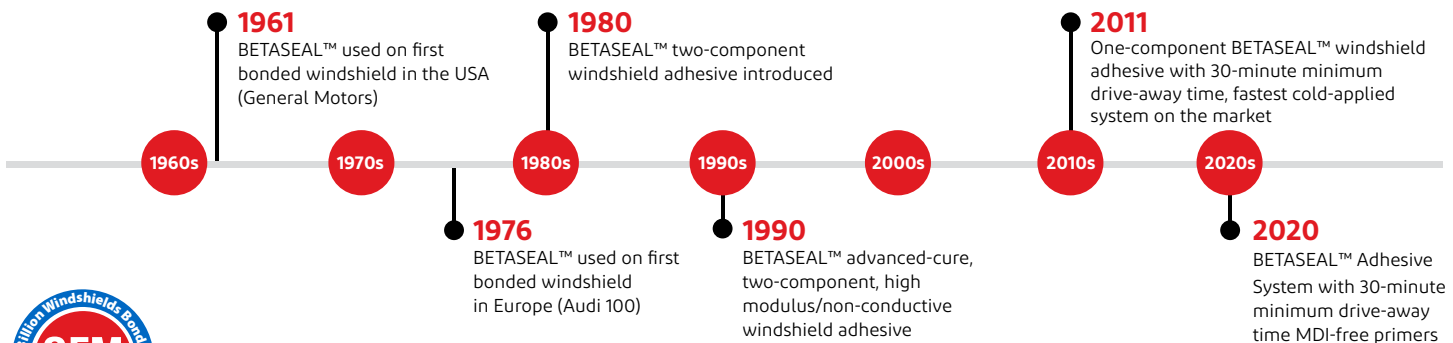 1961
BETASEAL™ used on first
bonded windshield in the USA
(General Motors)
1980
BETASEAL™ two-component
windshield adhesive introduced
2011
One-component BETASEAL™ windshield
adhesive with 30-minute minimum
drive-away time, fastest cold-applied
system on the market
1960s
1970s
1980s
1990s
2000s
2010s
2020s
1976
BETASEAL™ used on first
bonded windshield
in Europe (Audi 100)
1990
BETASEAL™ advanced-cure,
two-component, high
modulus/non-conductive
windshield adhesive
2020
BETASEAL™ Adhesive
System with 30-minute
minimum drive-away
time MDI-free primers
Windshields